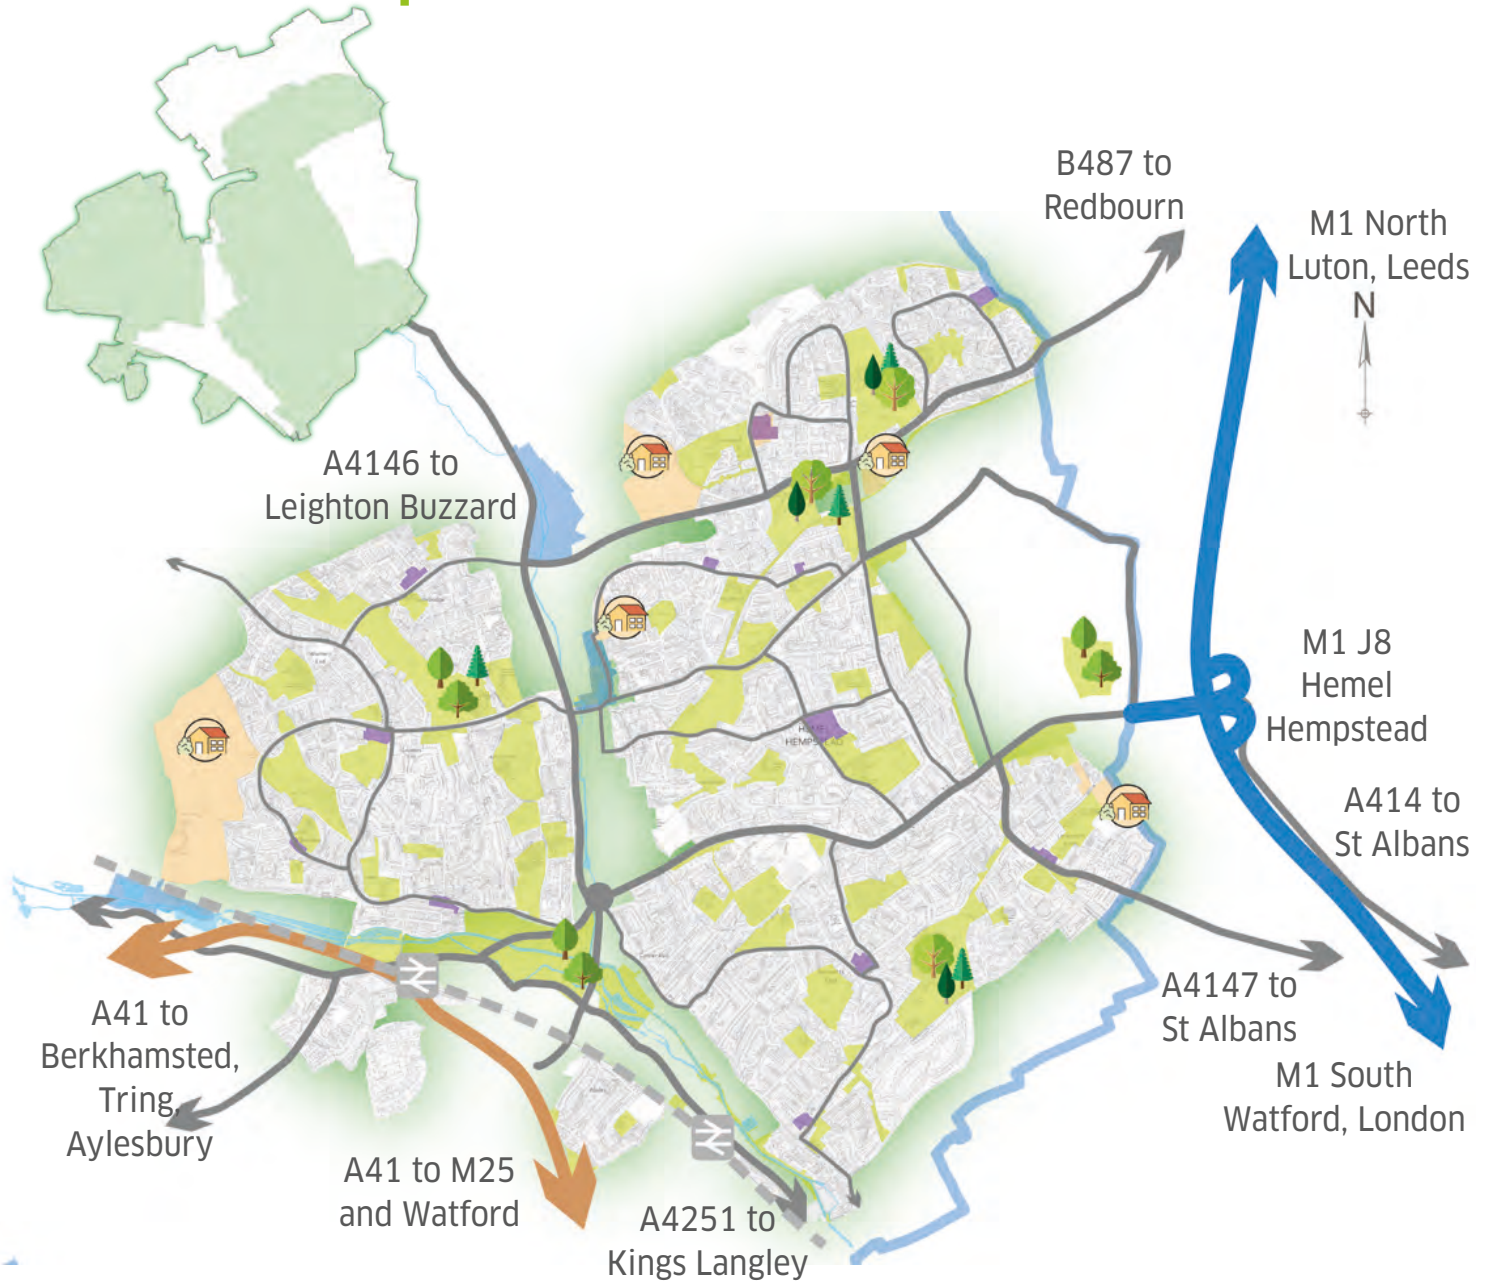 B487 to
Redbourn
M1 North
Luton, Leeds
N
A4146 to
Leighton Buzzard
M1 J8
Hemel
Hempstead
HEMEL
HEMPSTEAD
A414 to
St Albans
A4147 to
St Albans
A41 to
Berkhamsted,
Tring,
Aylesbury
M1 South
Watford, London
A41 to M25
and Watford
A4251 to
Kings Langley